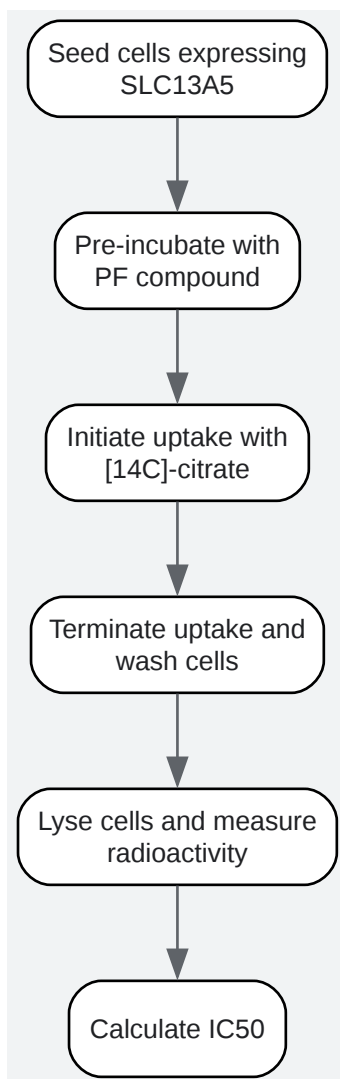 Seed cells expressing
SLC13A5
Pre-incubate with
PF compound
Initiate uptake with
[14C]-citrate
Terminate uptake and
wash cells
Lyse cells and measure
radioactivity
Calculate IC50